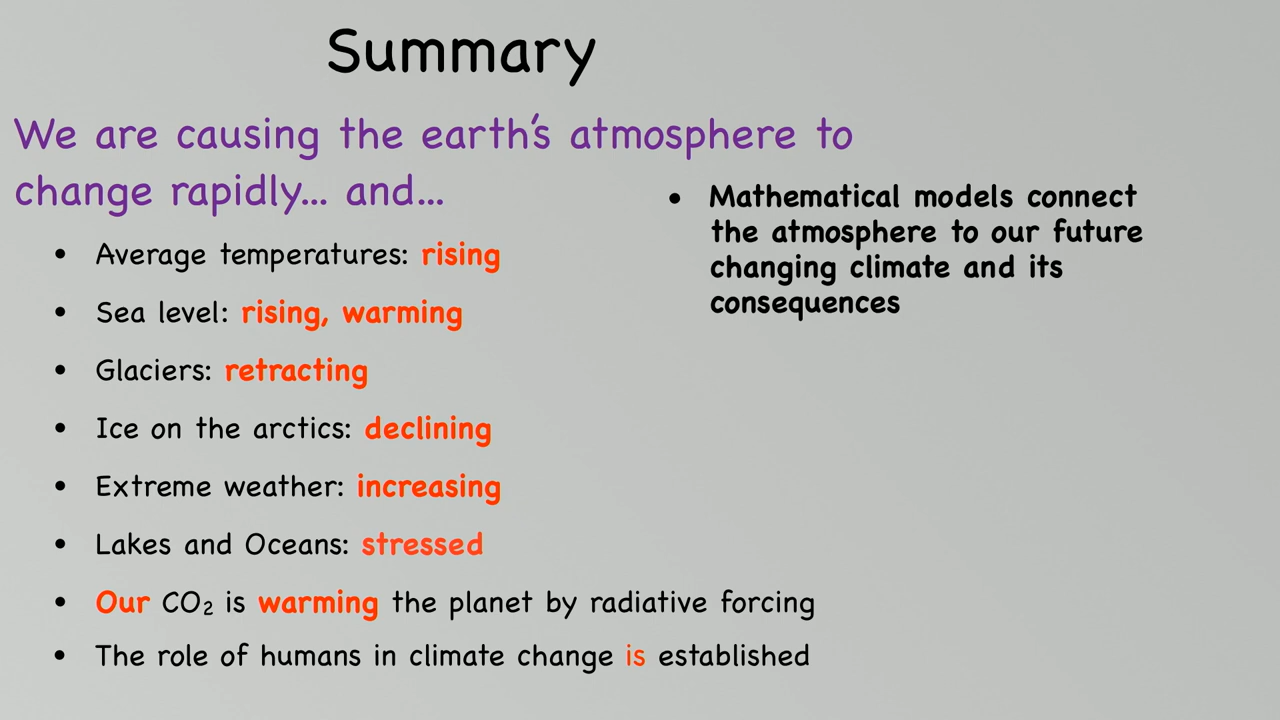 Summary
We are causing the earth's atmosphere to
change rapidly... and...
• Average temperatures: rising
• Sea level: rising, warming
• Glaciers: retracting
• Ice on the arctics: declining
• Extreme weather: increasing
• Lakes and Oceans: stressed
• Our CO₂ is warming the planet by radiative forcing
• The role of humans in climate change is established
• Mathematical models connect
the atmosphere to our future
changing climate and its
consequences